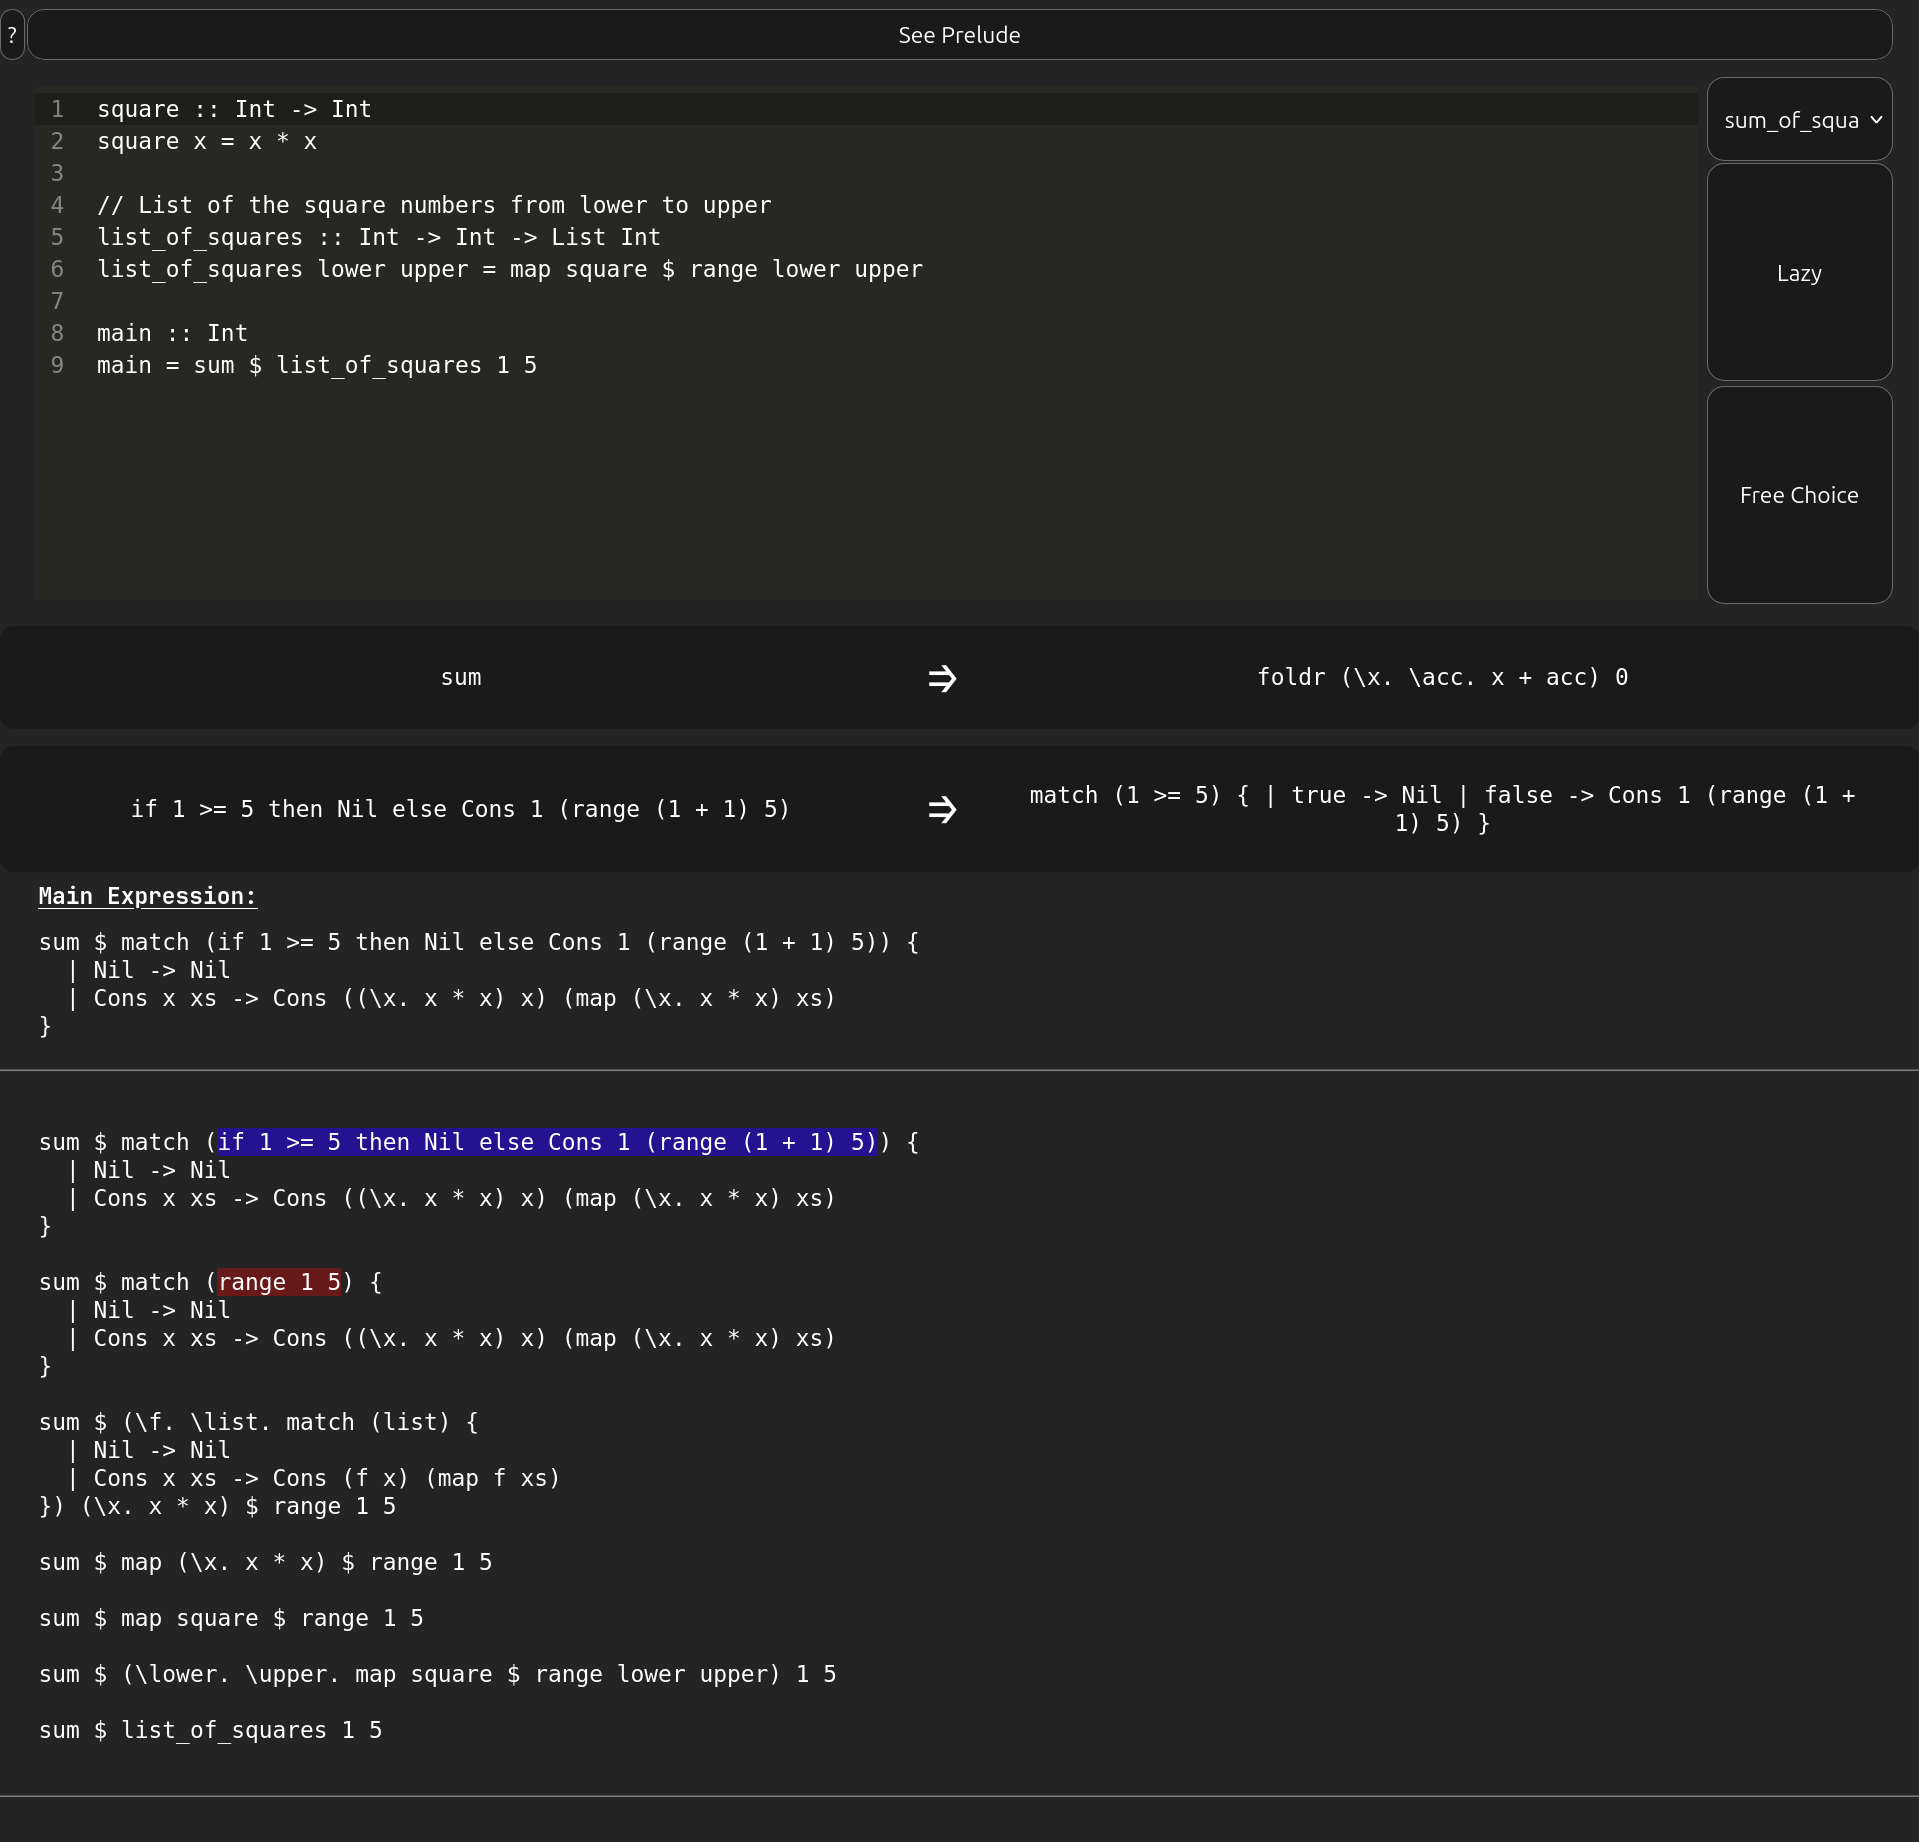 ?
See Prelude
1 square :: Int -> Int
2 square x = x * x
3
4 // List of the square numbers from lower to upper
5 list_of_squares :: Int -> Int -> List Int
6 list_of_squares lower upper = map square $ range lower upper
7
8 main :: Int
9 main = sum $ list_of_squares 1 5
sum_of_squa
Lazy
Free Choice
sum ⇒ foldr (\x. \acc. x + acc) 0
if 1 >= 5 then Nil else Cons 1 (range (1 + 1) 5) ⇒ match (1 >= 5) { | true -> Nil | false -> Cons 1 (range (1 +
1) 5) }
Main Expression:
sum $ match (if 1 >= 5 then Nil else Cons 1 (range (1 + 1) 5)) {
  | Nil -> Nil
  | Cons x xs -> Cons ((\x. x * x) x) (map (\x. x * x) xs)
}
sum $ match (if 1 >= 5 then Nil else Cons 1 (range (1 + 1) 5)) {
  | Nil -> Nil
  | Cons x xs -> Cons ((\x. x * x) x) (map (\x. x * x) xs)
}
sum $ match (range 1 5) {
  | Nil -> Nil
  | Cons x xs -> Cons ((\x. x * x) x) (map (\x. x * x) xs)
}
sum $ (\f. \list. match (list) {
  | Nil -> Nil
  | Cons x xs -> Cons (f x) (map f xs)
}) (\x. x * x) $ range 1 5
sum $ map (\x. x * x) $ range 1 5
sum $ map square $ range 1 5
sum $ (\lower. \upper. map square $ range lower upper) 1 5
sum $ list_of_squares 1 5